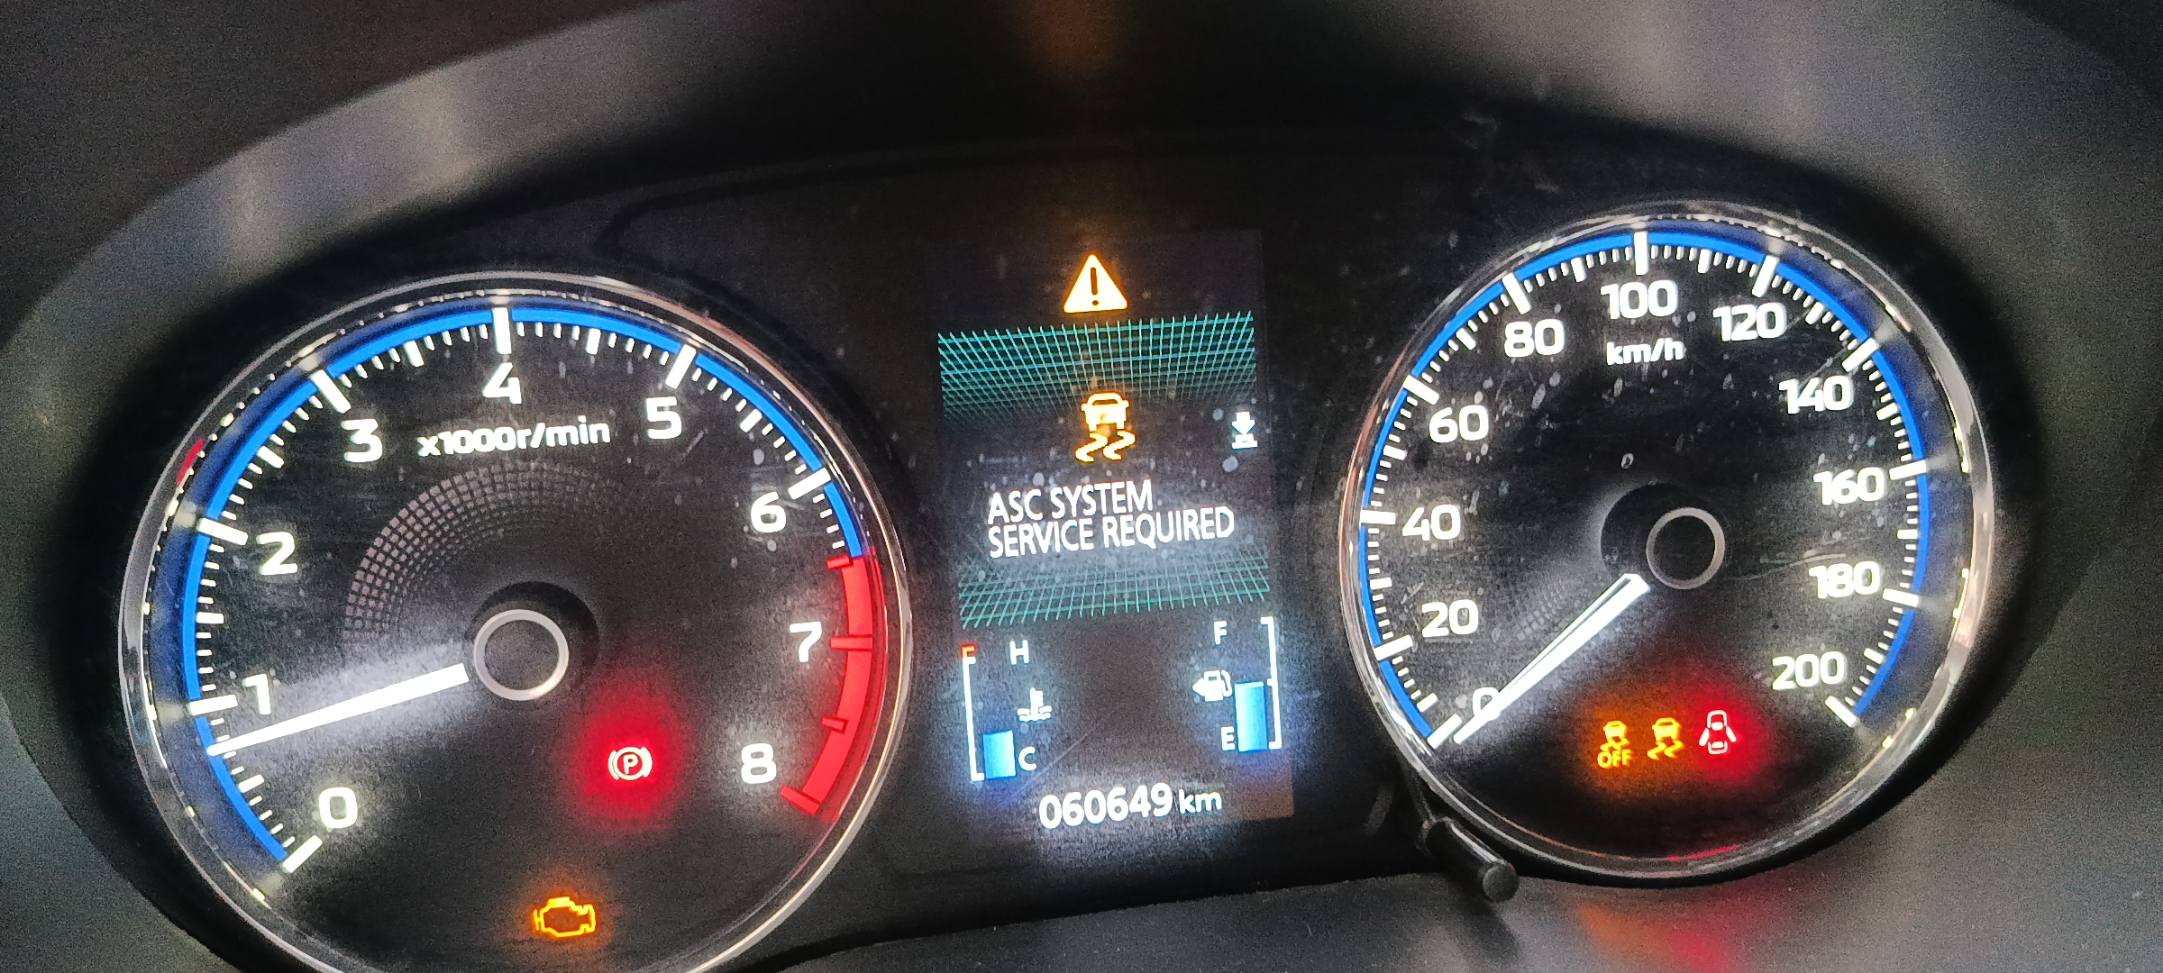 4
3
5
x1000r/min
2
6
1
7
0
8
P
ASC SYSTEM
SERVICE REQUIRED
H
F
C
E
060649 km
100
80
120
km/h
60
140
40
160
20
180
0
200
OFF